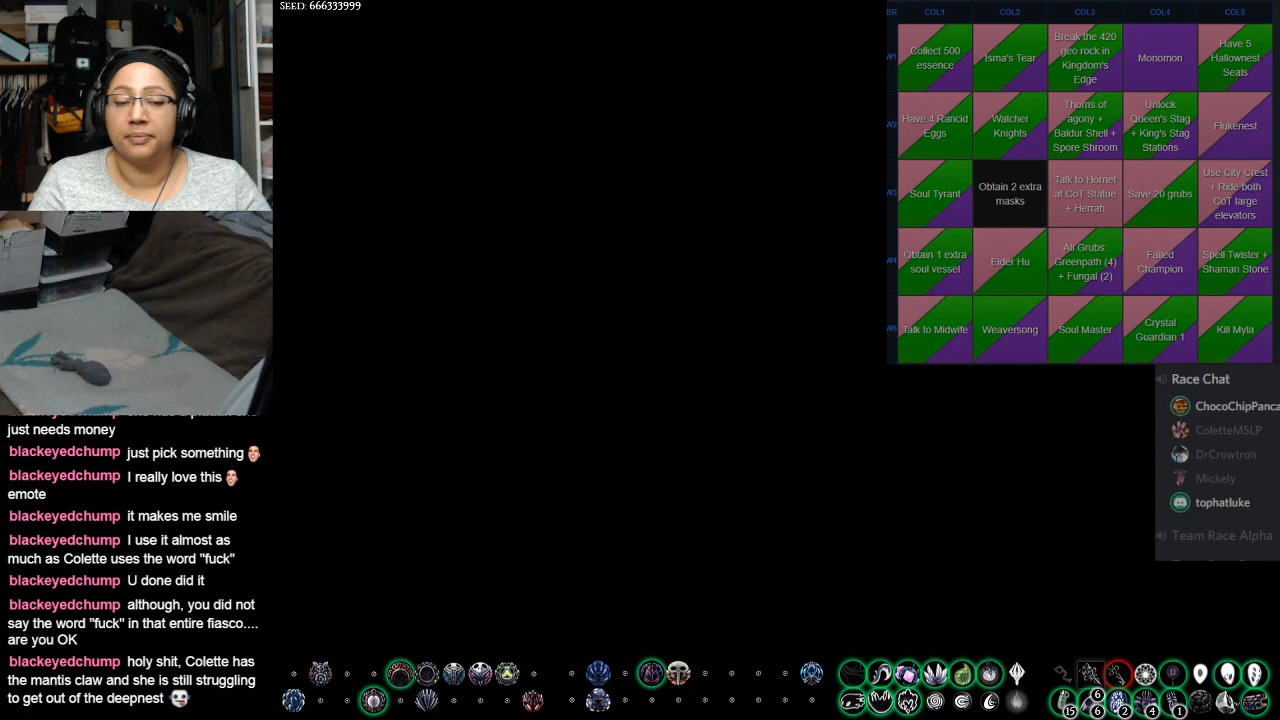 SEED: 666333999
BR COL1 COL2 COL3 COL4 COL5
Collect 500 essence
Isma's Tear
Break the 420 geo rock in Kingdom's Edge
Monomon
Have 5 Hallownest Seals
Have 4 Rancid Eggs
Watcher Knights
Thorns of agony + Baldur Shell + Spore Shroom
Unlock Queen's Stag + King's Stag Stations
Flukenest
Soul Tyrant
Obtain 2 extra masks
Talk to Hornet at CoT Statue + Herrah
Save 20 grubs
Use City Crest + Ride both CoT large elevators
Obtain 1 extra soul vessel
Elder Hu
All Grubs: Greenpath (4) + Fungal (2)
Failed Champion
Spell Twister + Shaman Stone
Talk to Midwife
Weaversong
Soul Master
Crystal Guardian 1
Kill Myla
Race Chat
ChocoChipPanca
ColetteMSLP
DrCrowtron
Mickely
tophatluke
Team Race Alpha
just needs money
blackeyedchump just pick something
blackeyedchump I really love this
emote
blackeyedchump it makes me smile
blackeyedchump I use it almost as
much as Colette uses the word "fuck"
blackeyedchump U done did it
blackeyedchump although, you did not
say the word "fuck" in that entire fiasco....
are you OK
blackeyedchump holy shit, Colette has
the mantis claw and she is still struggling
to get out of the deepnest
6
15 6 2 4 1